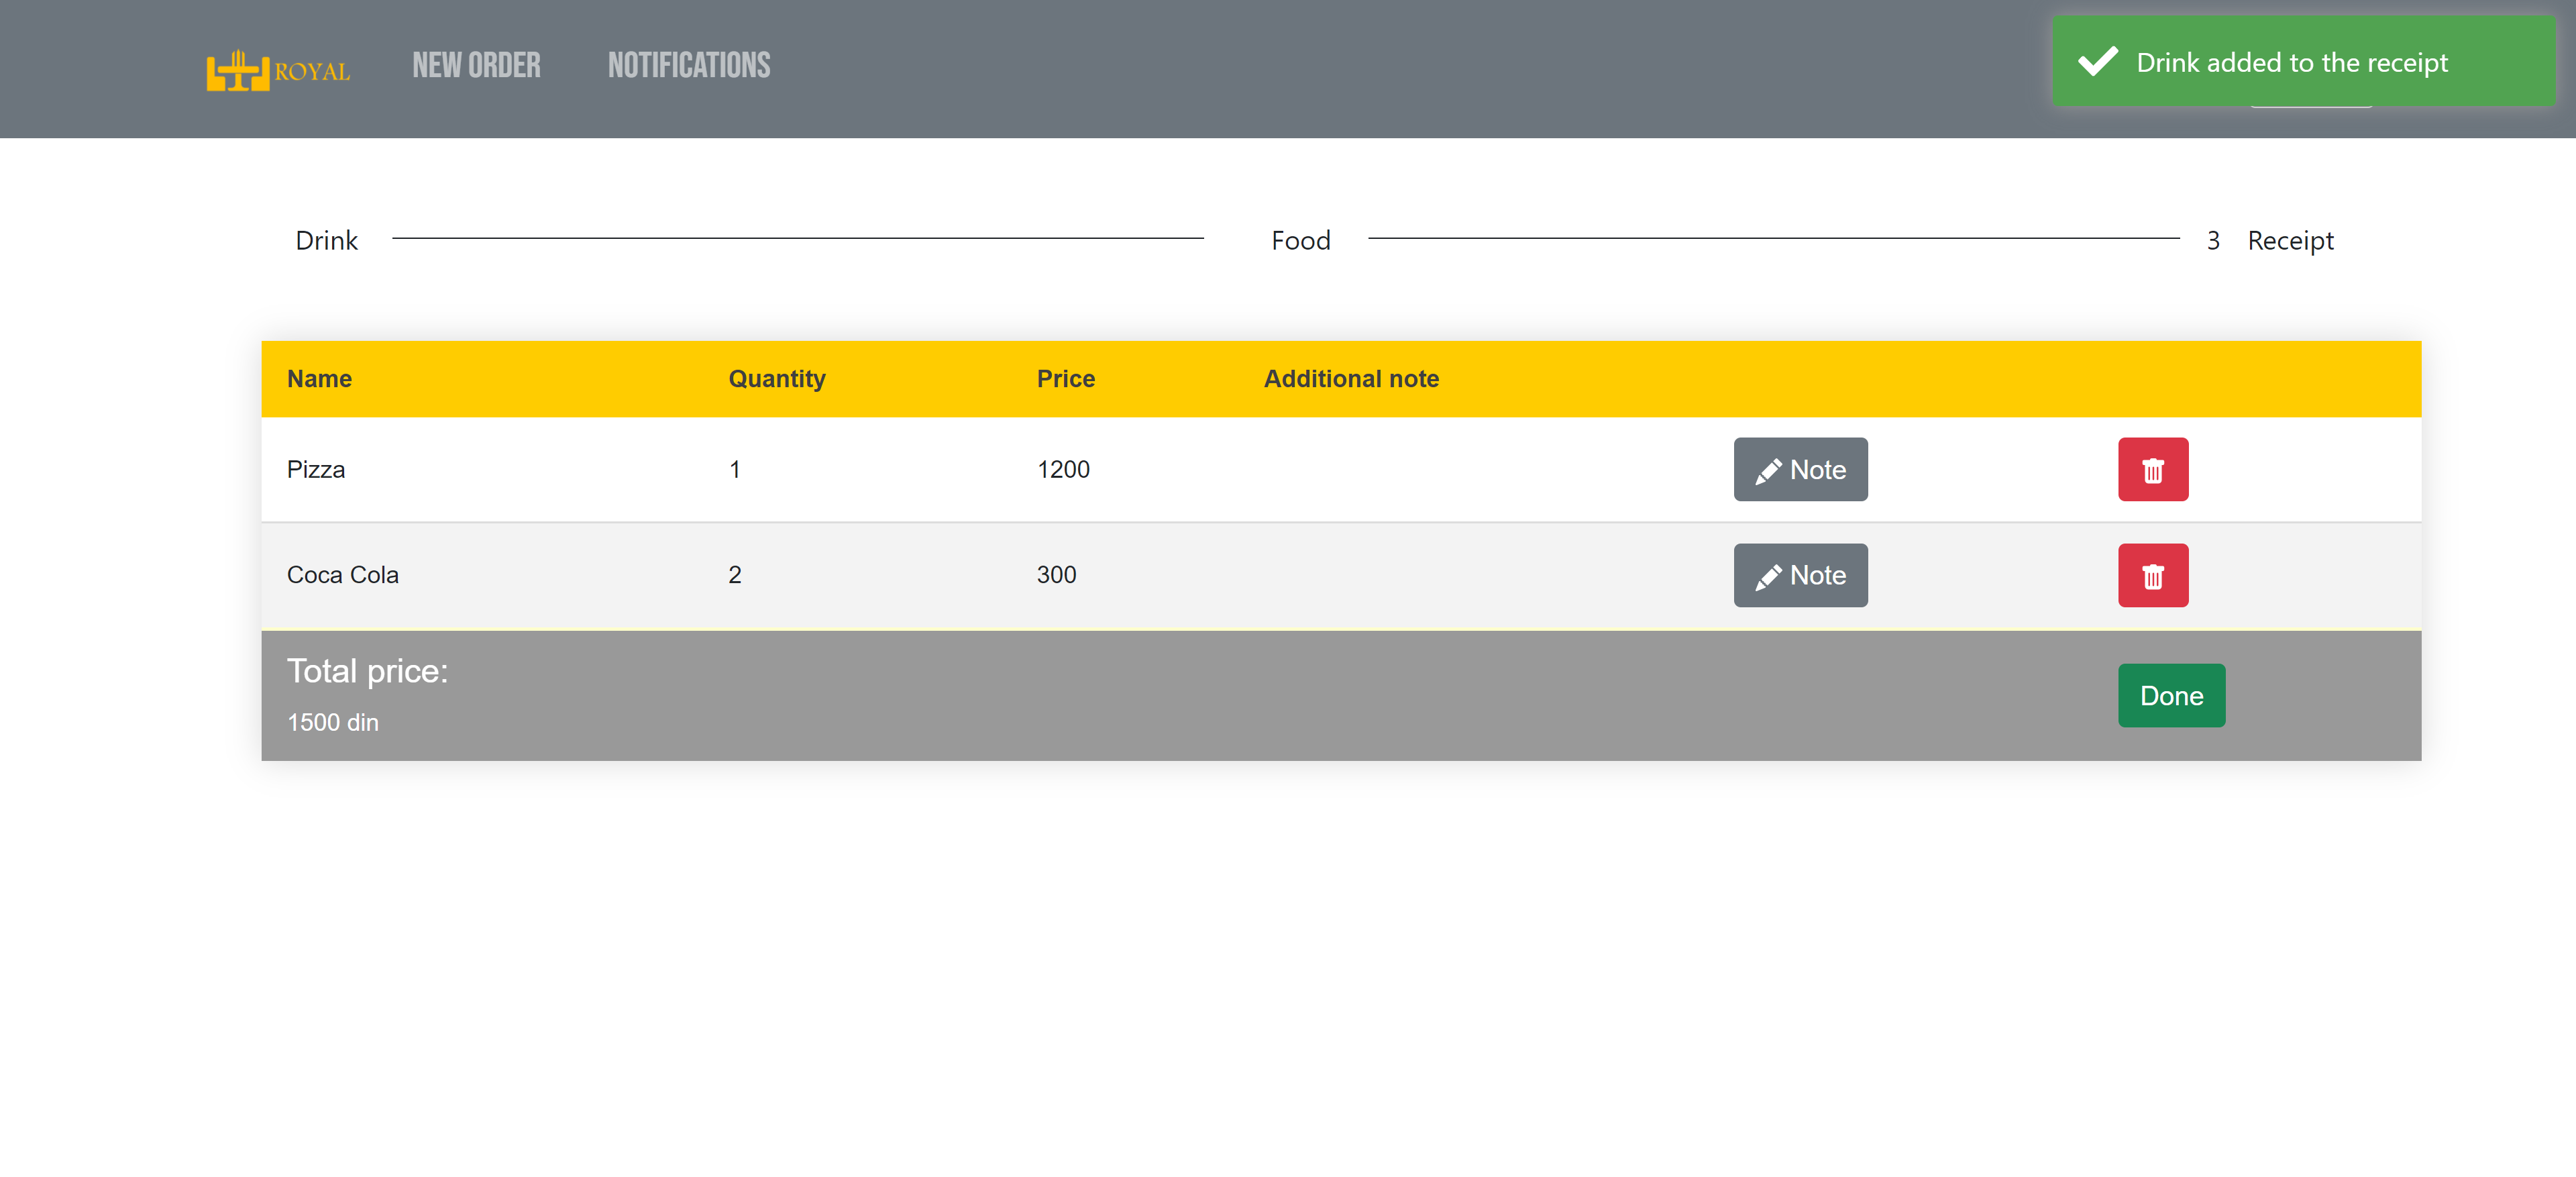 ROYAL NEW ORDER NOTIFICATIONS Drink added to the receipt
Drink Food 3 Receipt
Name Quantity Price Additional note
Pizza 1 1200 Note
Coca Cola 2 300 Note
Total price:
1500 din
Done